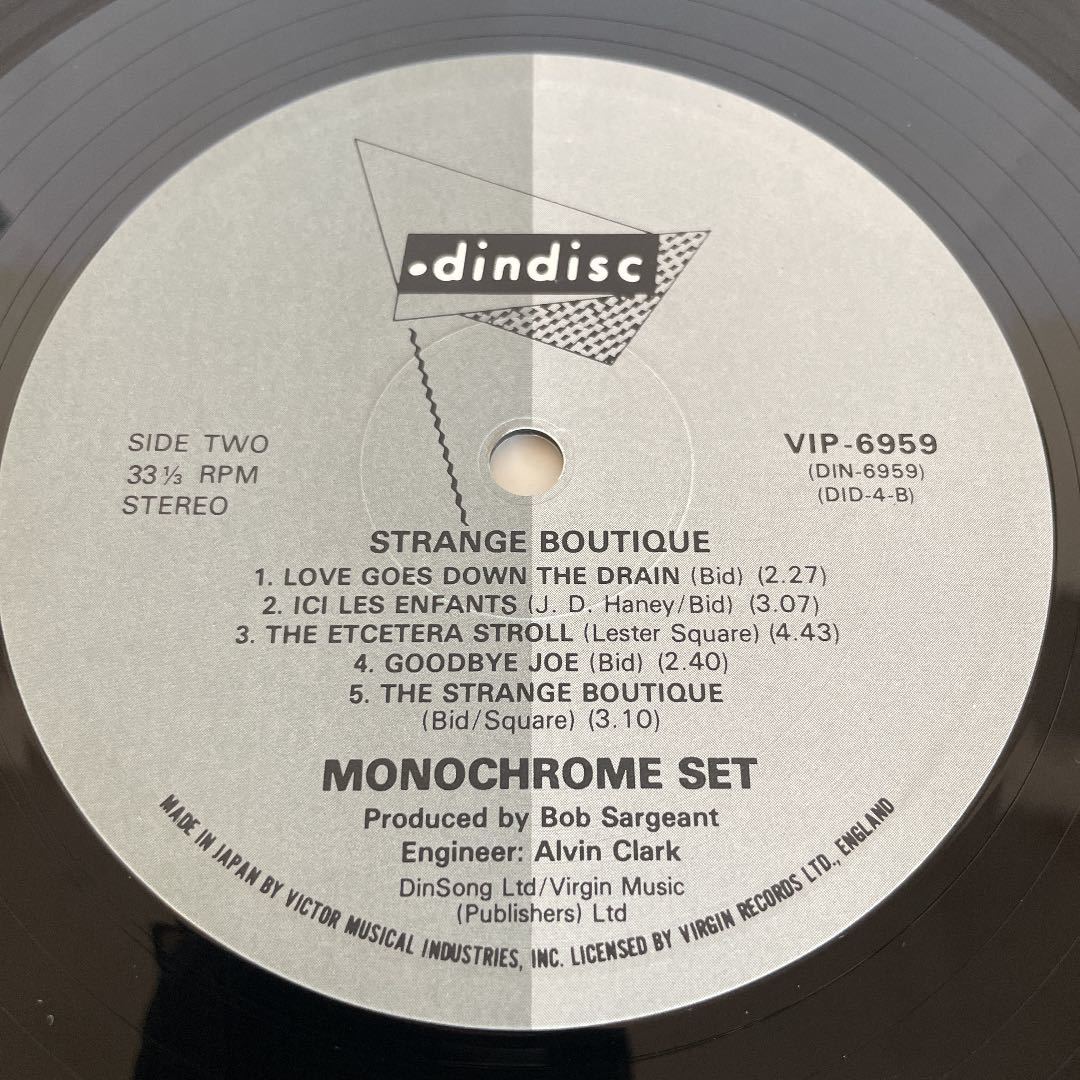 .dindisc
SIDE TWO
33⅓ RPM
STEREO
VIP-6959
(DIN-6959)
(DID-4-B)
STRANGE BOUTIQUE
1. LOVE GOES DOWN THE DRAIN (Bid) (2.27)
2. ICI LES ENFANTS (J. D. Haney/Bid) (3.07)
3. THE ETCETERA STROLL (Lester Square) (4.43)
4. GOODBYE JOE (Bid) (2.40)
5. THE STRANGE BOUTIQUE
(Bid/Square) (3.10)
MONOCHROME SET
Produced by Bob Sargeant
Engineer: Alvin Clark
DinSong Ltd/Virgin Music
(Publishers) Ltd
MADE IN JAPAN BY VICTOR MUSICAL INDUSTRIES, INC. LICENSED BY VIRGIN RECORDS LTD., ENGLAND